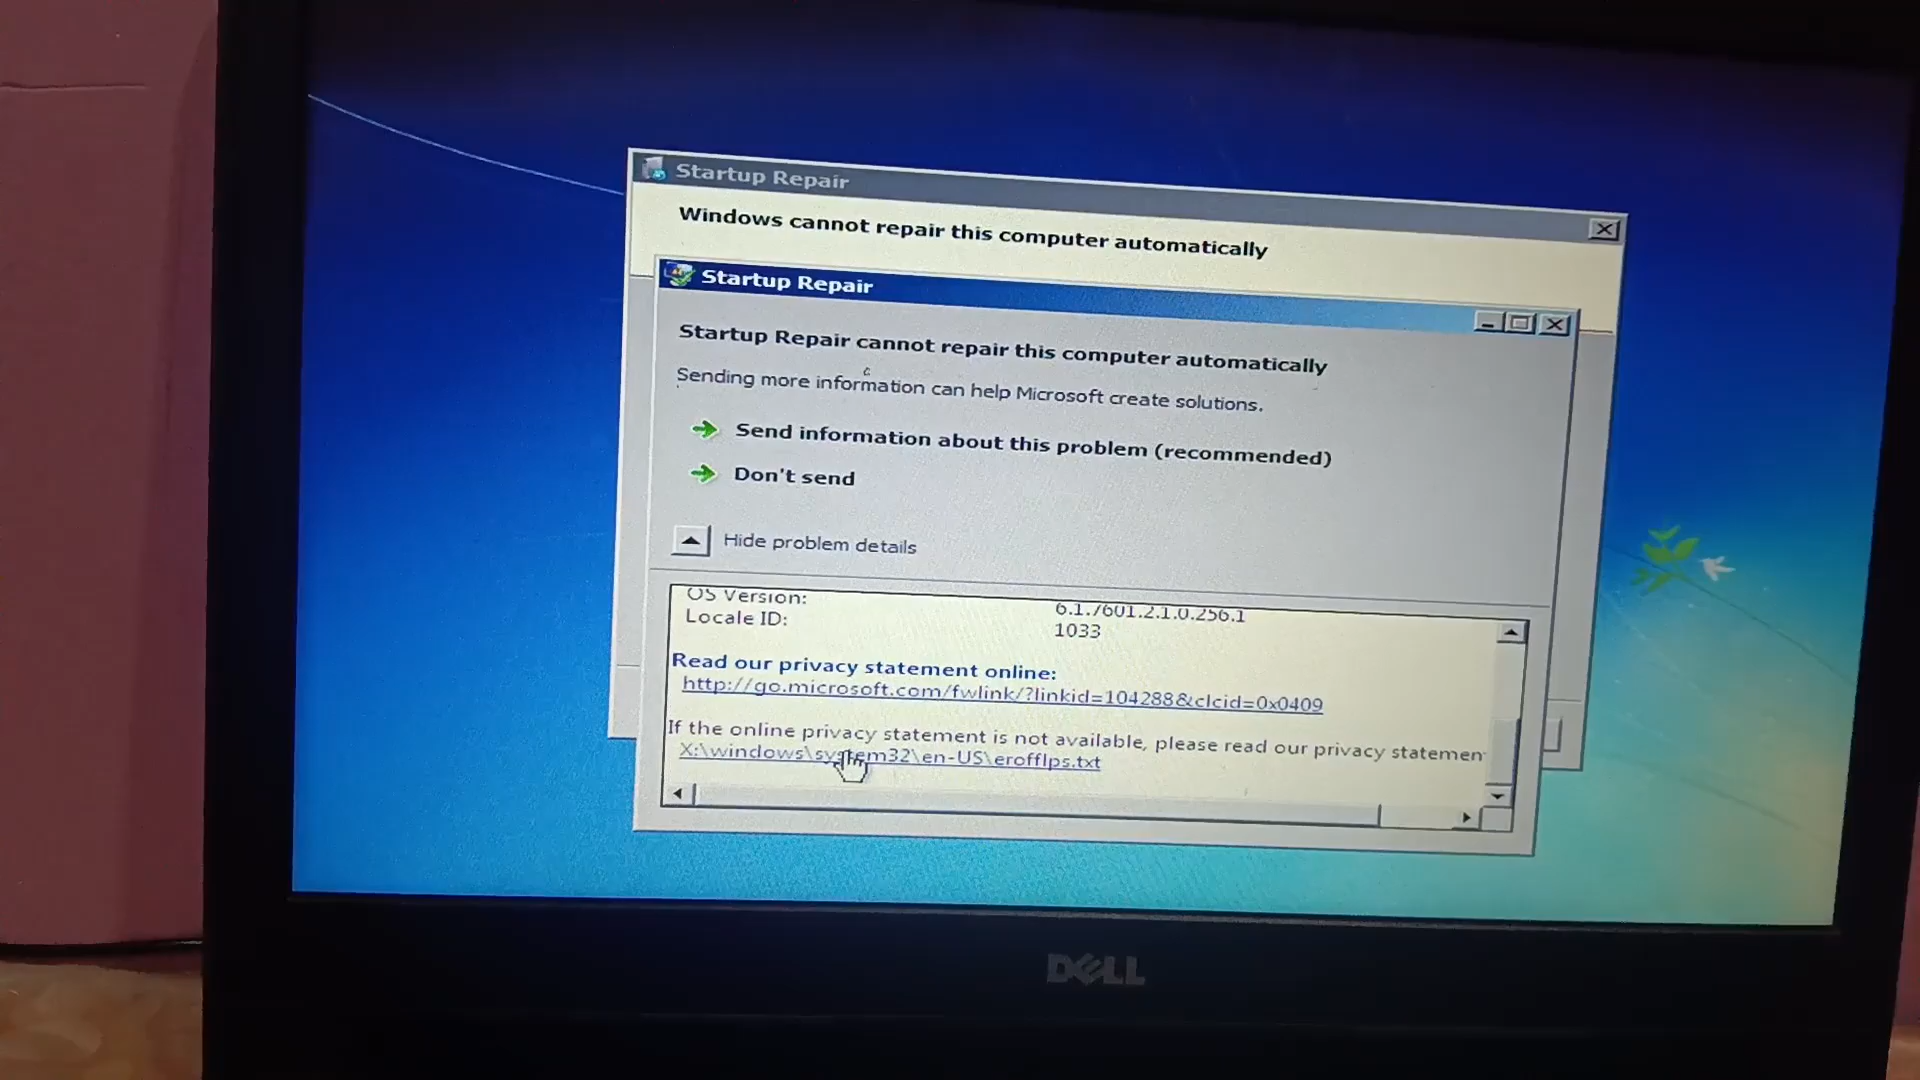 Startup Repair
Windows cannot repair this computer automatically
Startup Repair
Startup Repair cannot repair this computer automatically
Sending more information can help Microsoft create solutions.
Send information about this problem (recommended)
Don't send
Hide problem details
OS Version: 6.1.7601.2.1.0.256.1
Locale ID: 1033
Read our privacy statement online:
http://go.microsoft.com/fwlink/?linkid=104288&clcid=0x0409
If the online privacy statement is not available, please read our privacy statemen
X:\windows\system32\en-US\erofflps.txt
DELL